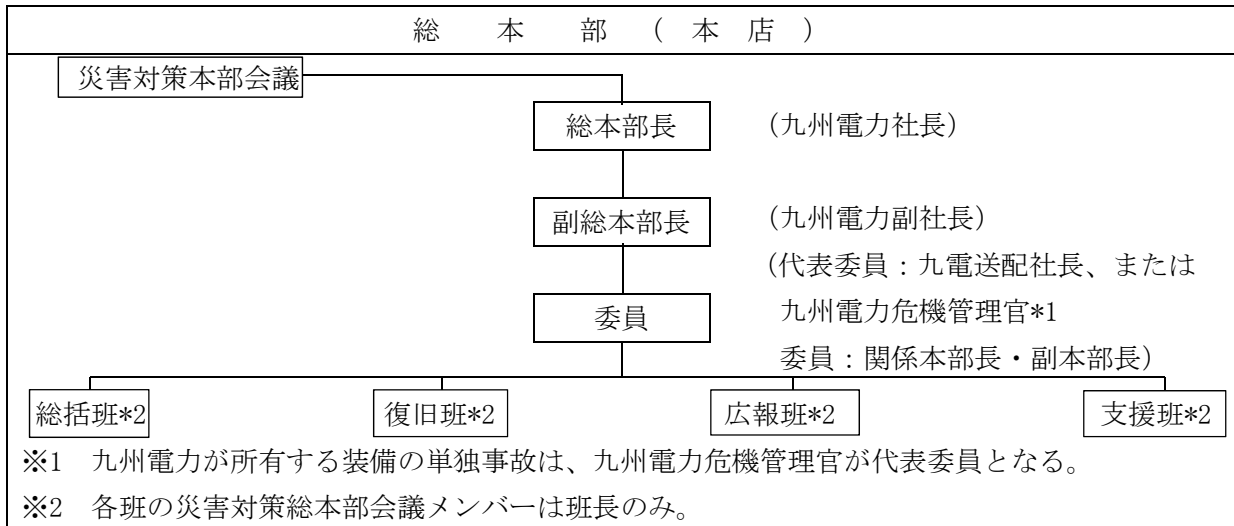 総本部（本店）
災害対策本部会議
総本部長 （九州電力社長）
副総本部長 （九州電力副社長）
（代表委員：九電送配社長、または
委員 九州電力危機管理官*1
委員：関係本部長・副本部長）
総括班*2 復旧班*2 広報班*2 支援班*2
※1 九州電力が所有する装備の単独事故は、九州電力危機管理官が代表委員となる。
※2 各班の災害対策総本部会議メンバーは班長のみ。